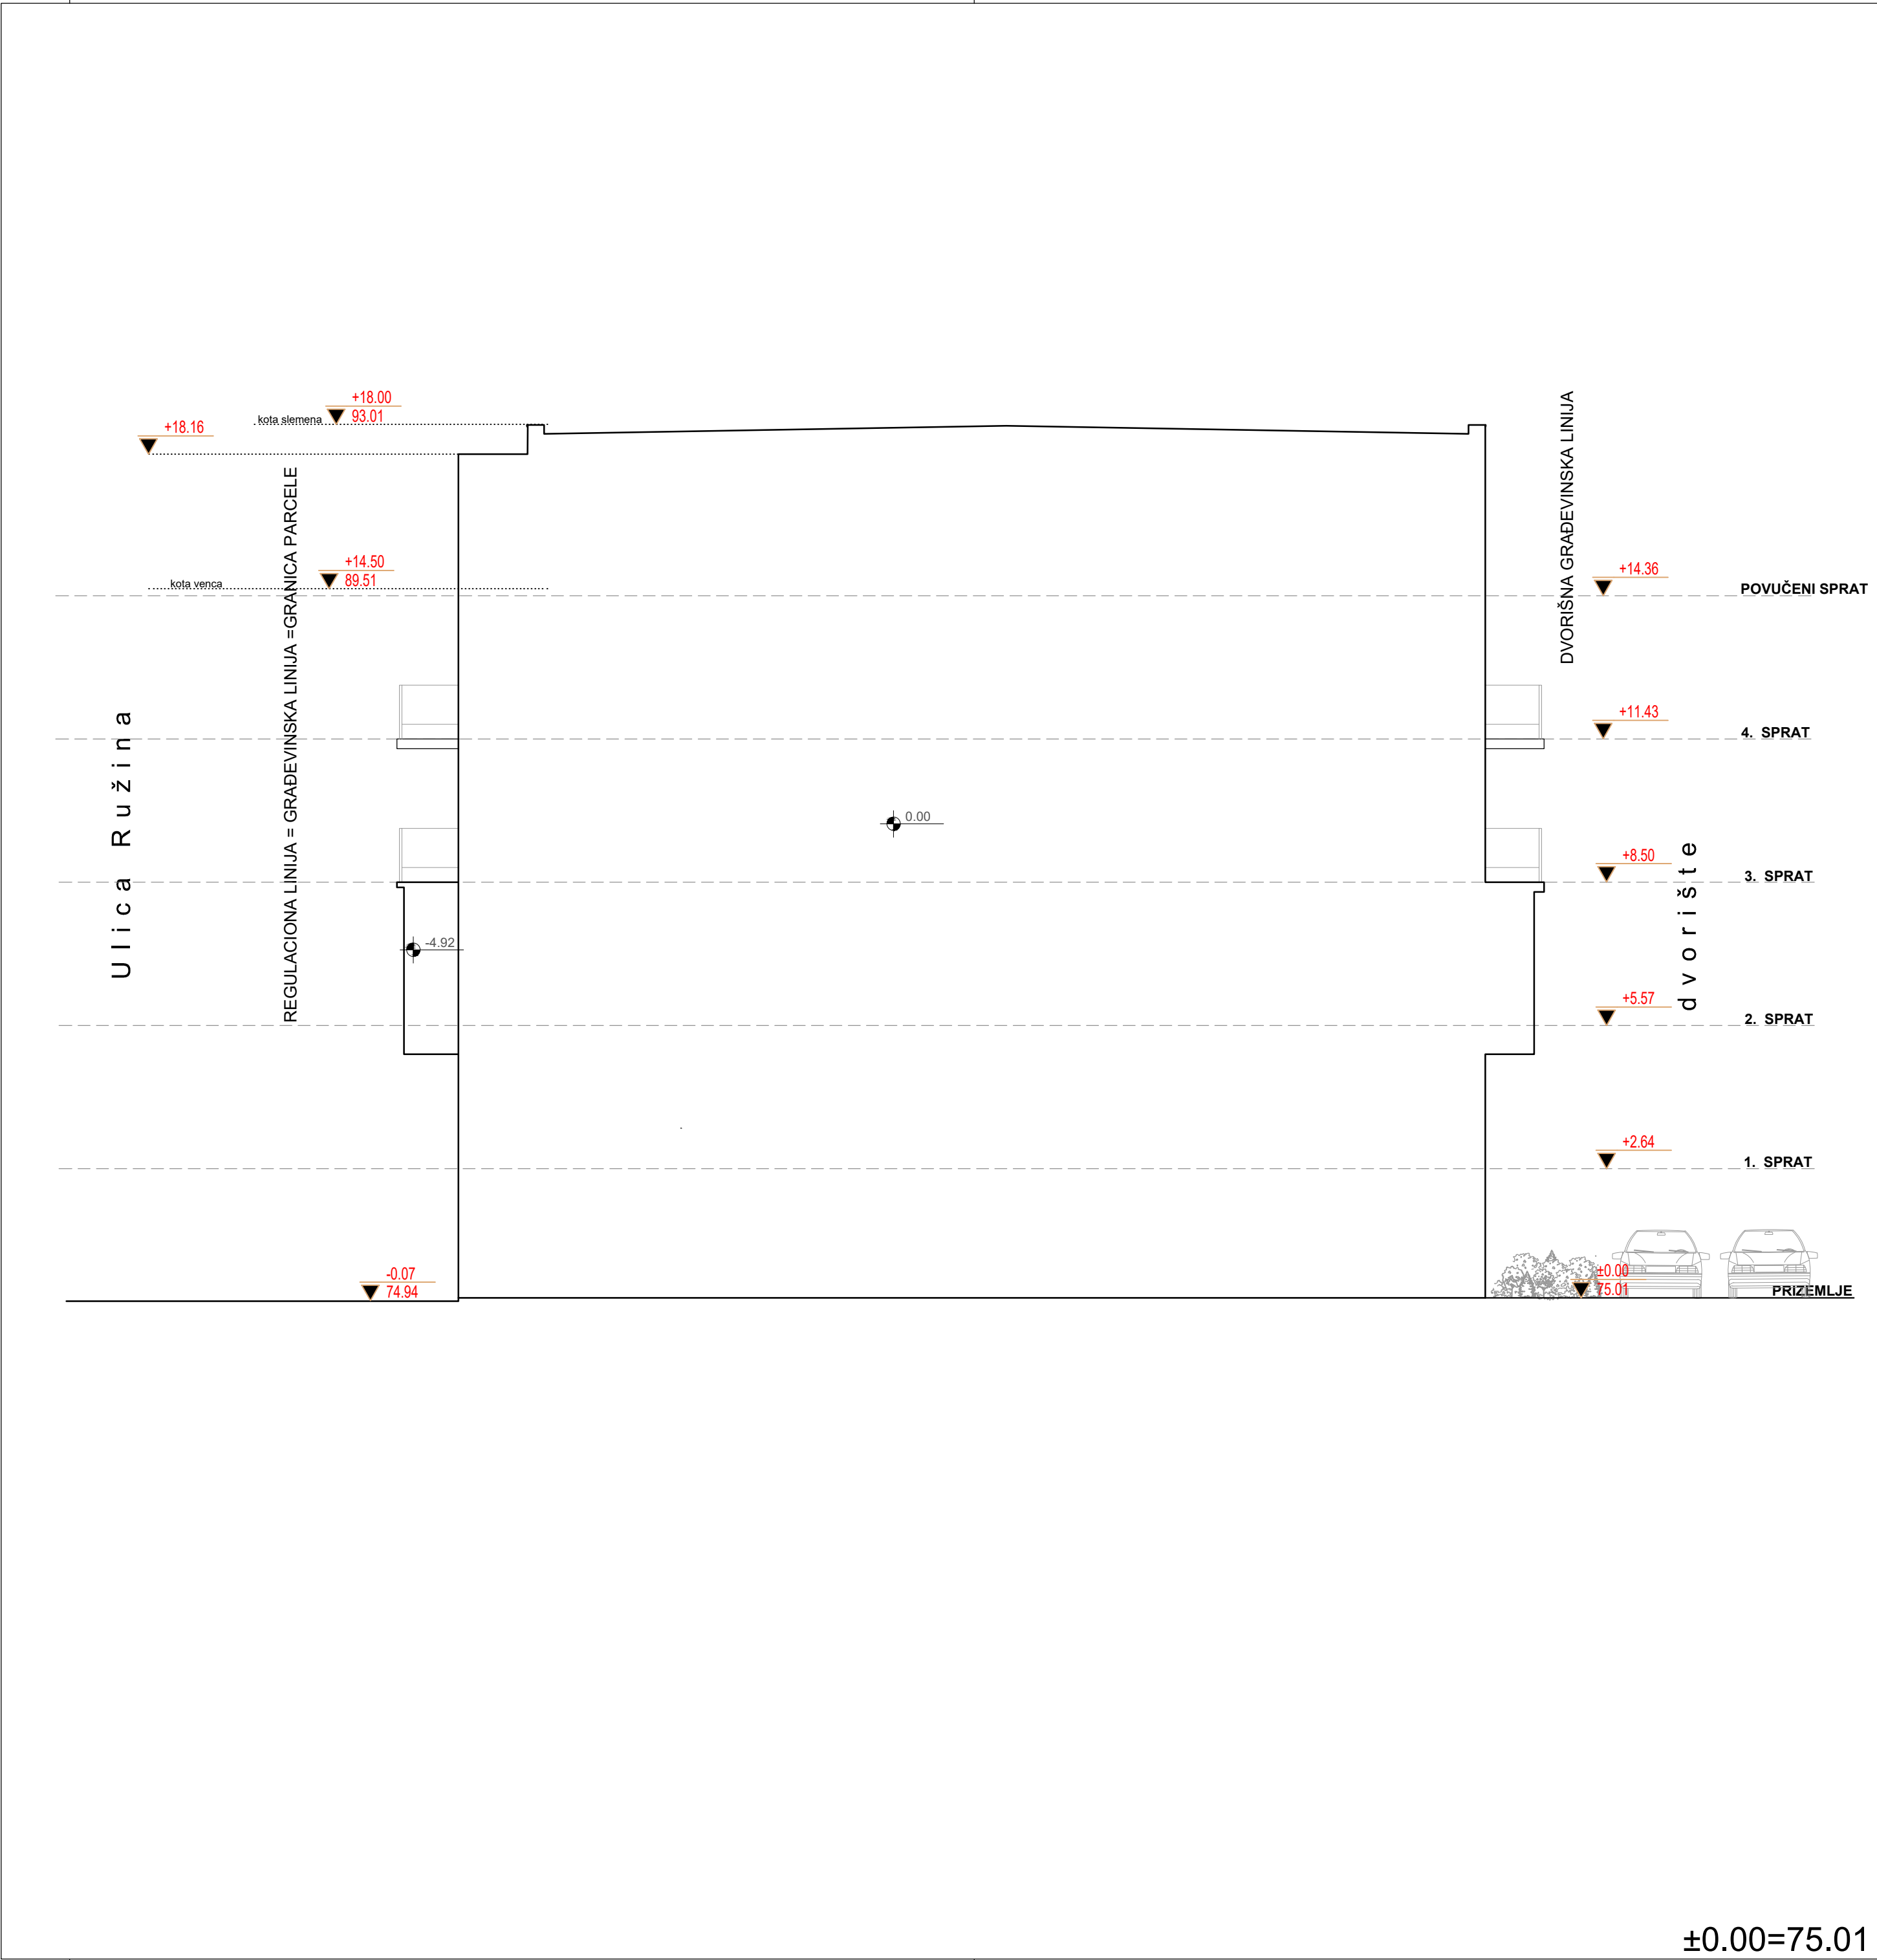 +18.00
kota slemena
93.01
+18.16
+14.50
kota venca
89.51
REGULACIONA LINIJA = GRAĐEVINSKA LINIJA =GRANICA PARCELE
Ulica Ružina
DVORIŠNA GRAĐEVINSKA LINIJA
+14.36
POVUČENI SPRAT
+11.43
4. SPRAT
0.00
+8.50
3. SPRAT
dvorište
-4.92
+5.57
2. SPRAT
+2.64
1. SPRAT
-0.07
74.94
±0.00
75.01
PRIZEMLJE
±0.00=75.01